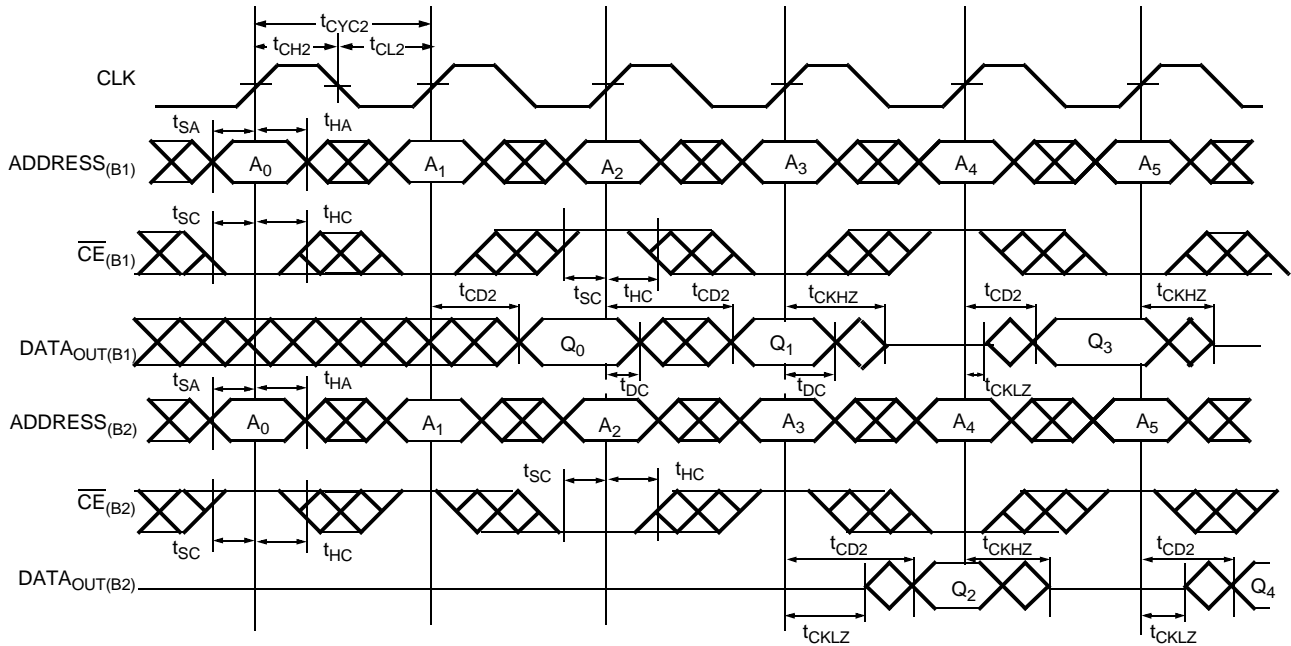 tCYC2
tCH2 tCL2
CLK
tSA tHA
ADDRESS(B1) A0 A1 A2 A3 A4 A5
tSC tHC
CE(B1)
tSC tHC tCD2 tCD2 tCKHZ tCD2 tCKHZ
DATAOUT(B1) Q0 Q1 Q3
tSA tHA tDC tDC tCKLZ
ADDRESS(B2) A0 A1 A2 A3 A4 A5
tSC tHC
CE(B2)
tSC tHC tCD2 tCKHZ tCD2
DATAOUT(B2) Q2 Q4
tCKLZ tCKLZ